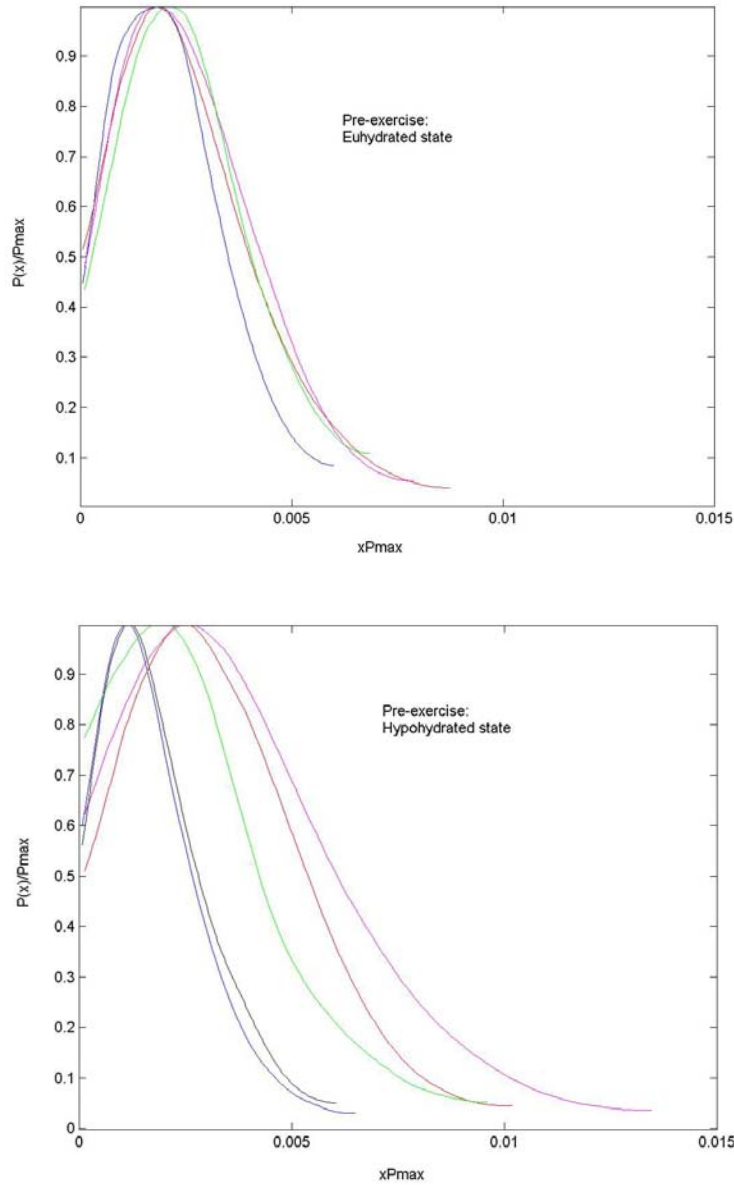 0.9
0.8
0.7
0.6
0.5
0.4
0.3
0.2
0.1
P(x)/Pmax
Pre-exercise:
Euhydrated state
0 0.005 0.01 0.015
xPmax
0.9
0.8
0.7
0.6
0.5
0.4
0.3
0.2
0.1
0
P(x)/Pmax
Pre-exercise:
Hypohydrated state
0 0.005 0.01 0.015
xPmax